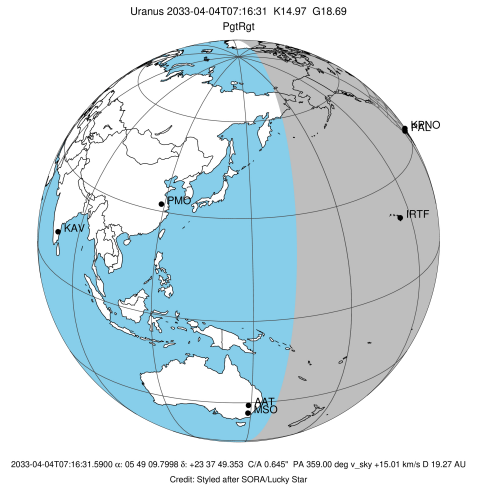 Uranus 2033-04-04T07:16:31 K14.97 G18.69
PgtRgt
KPNO
PAL
PMO
IRTF
KAV
AAT
MSO
2033-04-04T07:16:31.5900 α: 05 49 09.7998 δ: +23 37 49.353 C/A 0.645" PA 359.00 deg v_sky +15.01 km/s D 19.27 AU
Credit: Styled after SORA/Lucky Star